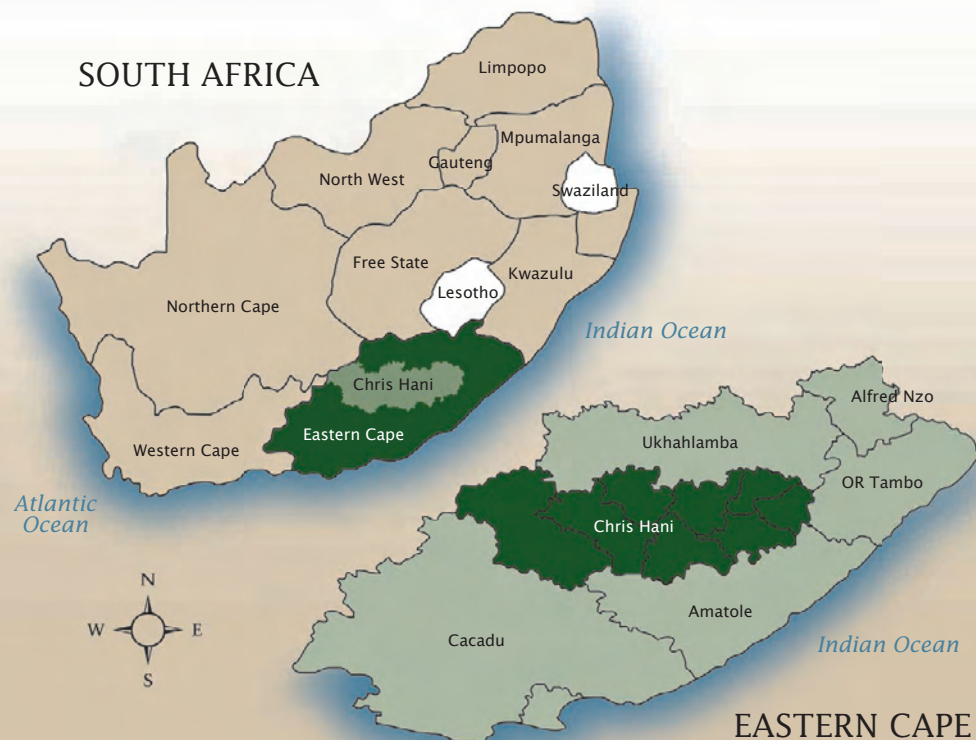 SOUTH AFRICA
Limpopo
Mpumalanga
Gauteng
North West
Swaziland
Free State
Kwazulu
Lesotho
Northern Cape
Indian Ocean
Chris Hani
Eastern Cape
Western Cape
Atlantic
Ocean
Alfred Nzo
Ukhahlamba
OR Tambo
Chris Hani
Amatole
Cacadu
Indian Ocean
N
W
E
S
EASTERN CAPE